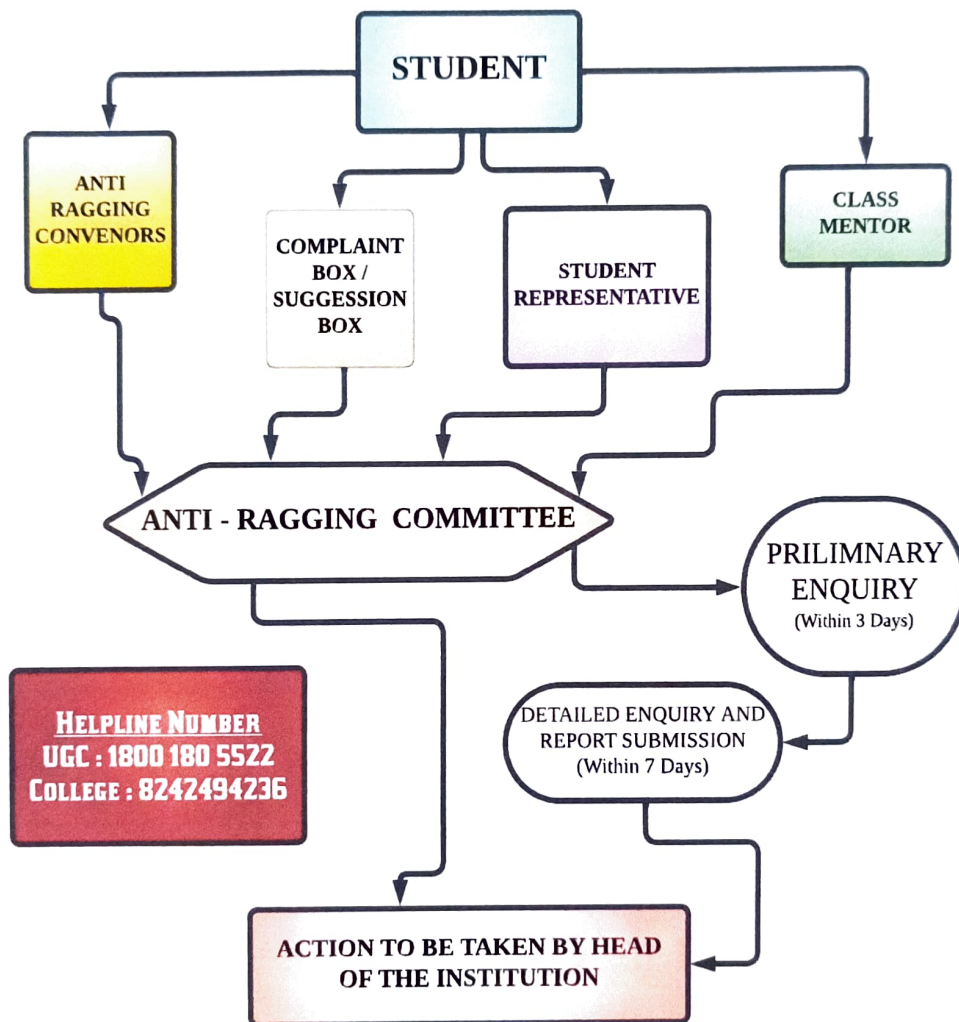 STUDENT
ANTI
RAGGING
CONVENORS
COMPLAINT
BOX /
SUGGESSION
BOX
STUDENT
REPRESENTATIVE
CLASS
MENTOR
ANTI - RAGGING COMMITTEE
PRILIMNARY
ENQUIRY
(Within 3 Days)
DETAILED ENQUIRY AND
REPORT SUBMISSION
(Within 7 Days)
HELPLINE NUMBER
UGC : 1800 180 5522
COLLEGE : 8242494236
ACTION TO BE TAKEN BY HEAD
OF THE INSTITUTION